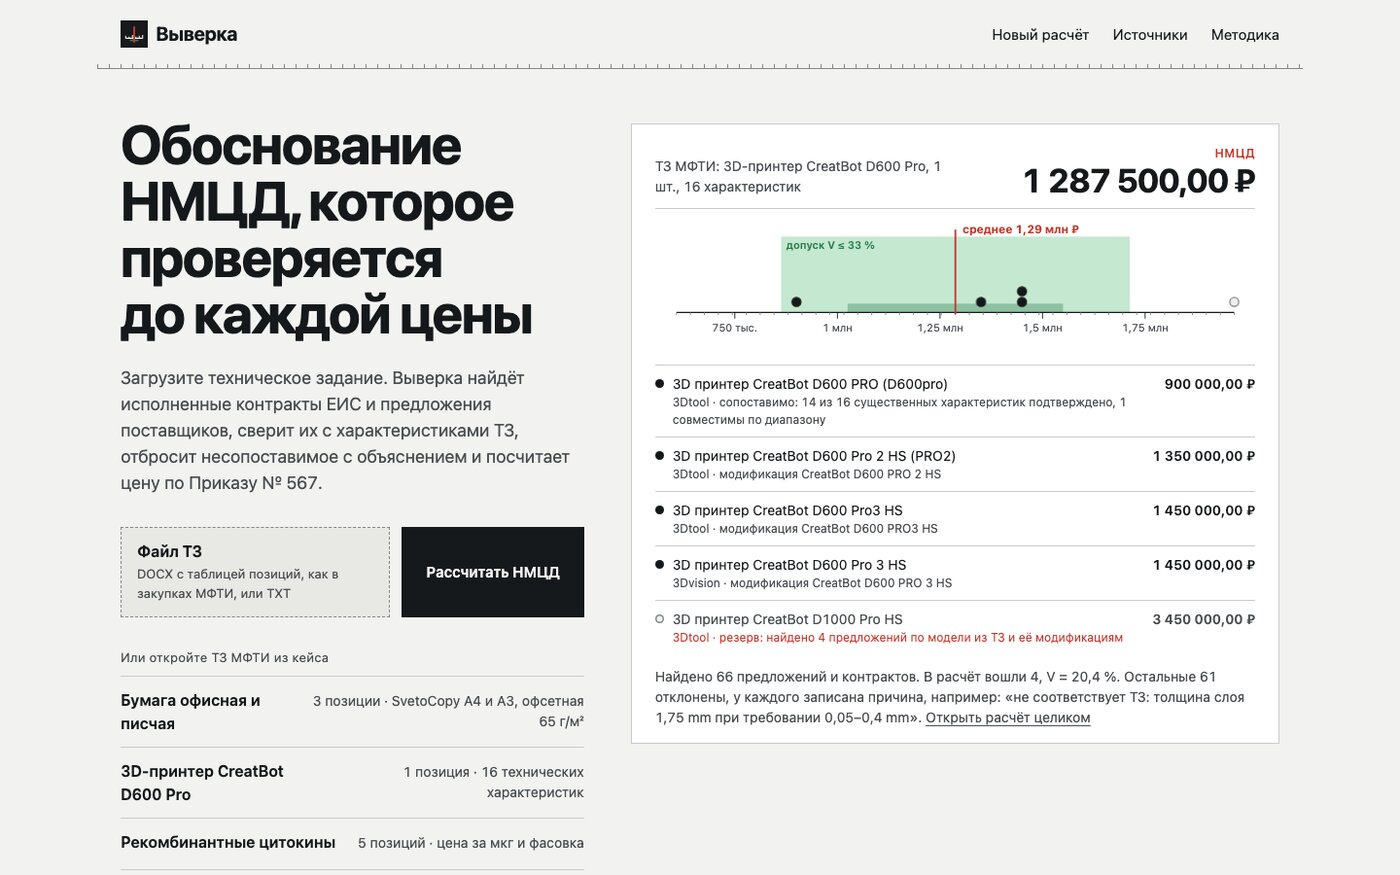 Выверка
Новый расчёт Источники Методика
Обоснование
НМЦД, которое
проверяется
до каждой цены
Загрузите техническое задание. Выверка найдёт
исполненные контракты ЕИС и предложения
поставщиков, сверит их с характеристиками ТЗ,
отбросит несопоставимое с объяснением и посчитает
цену по Приказу № 567.
Файл ТЗ
DOCX с таблицей позиций, как в
закупках МФТИ, или TXT
Рассчитать НМЦД
Или откройте ТЗ МФТИ из кейса
Бумага офисная и
писчая
3 позиции · SvetoCopy A4 и A3, офсетная
65 г/м²
3D-принтер CreatBot
D600 Pro
1 позиция · 16 технических
характеристик
Рекомбинантные цитокины
5 позиций · цена за мкг и фасовка
ТЗ МФТИ: 3D-принтер CreatBot D600 Pro, 1
шт., 16 характеристик
НМЦД
1 287 500,00 ₽
среднее 1,29 млн ₽
допуск V ≤ 33 %
750 тыс. 1 млн 1,25 млн 1,5 млн 1,75 млн
3D принтер CreatBot D600 PRO (D600pro) 900 000,00 ₽
3Dtool · сопоставимо: 14 из 16 существенных характеристик подтверждено, 1
совместимы по диапазону
3D принтер CreatBot D600 Pro 2 HS (PRO2) 1 350 000,00 ₽
3Dtool · модификация CreatBot D600 PRO 2 HS
3D принтер CreatBot D600 Pro3 HS 1 450 000,00 ₽
3Dtool · модификация CreatBot D600 PRO3 HS
3D принтер CreatBot D600 Pro 3 HS 1 450 000,00 ₽
3Dvision · модификация CreatBot D600 PRO 3 HS
3D принтер CreatBot D1000 Pro HS 3 450 000,00 ₽
3Dtool · резерв: найдено 4 предложений по модели из ТЗ и её модификациям
Найдено 66 предложений и контрактов. В расчёт вошли 4, V = 20,4 %. Остальные 61
отклонены, у каждого записана причина, например: «не соответствует ТЗ: толщина слоя
1,75 mm при требовании 0,05–0,4 mm». Открыть расчёт целиком